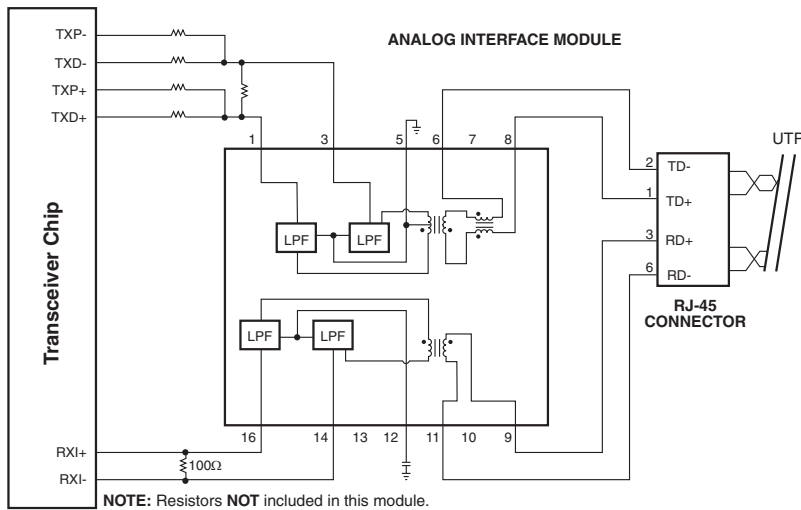 ANALOG INTERFACE MODULE
Transceiver Chip
TXP-
TXD-
TXP+
TXD+
1 3 5 6 7 8
LPF LPF
LPF LPF
16 14 13 12 11 10 9
RXI+
RXI-
100Ω
2 TD-
1 TD+
3 RD+
6 RD-
UTP
RJ-45
CONNECTOR
NOTE: Resistors NOT included in this module.